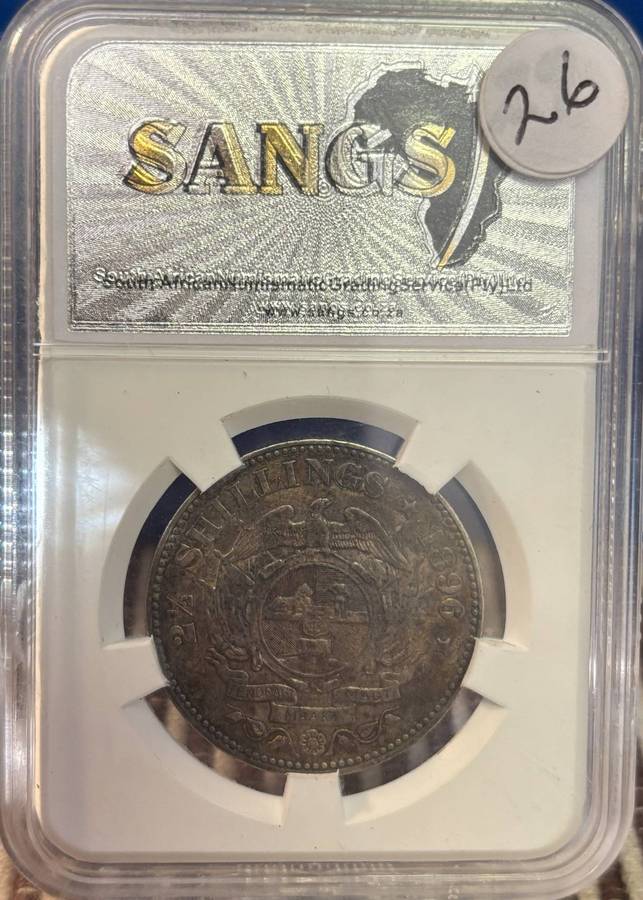 SANGS
26
South African Numismatic Grading Service (Pty) Ltd
www.sangs.co.za
2½ SHILLINGS 1896
EENDRAGT MAAKT
MAGT